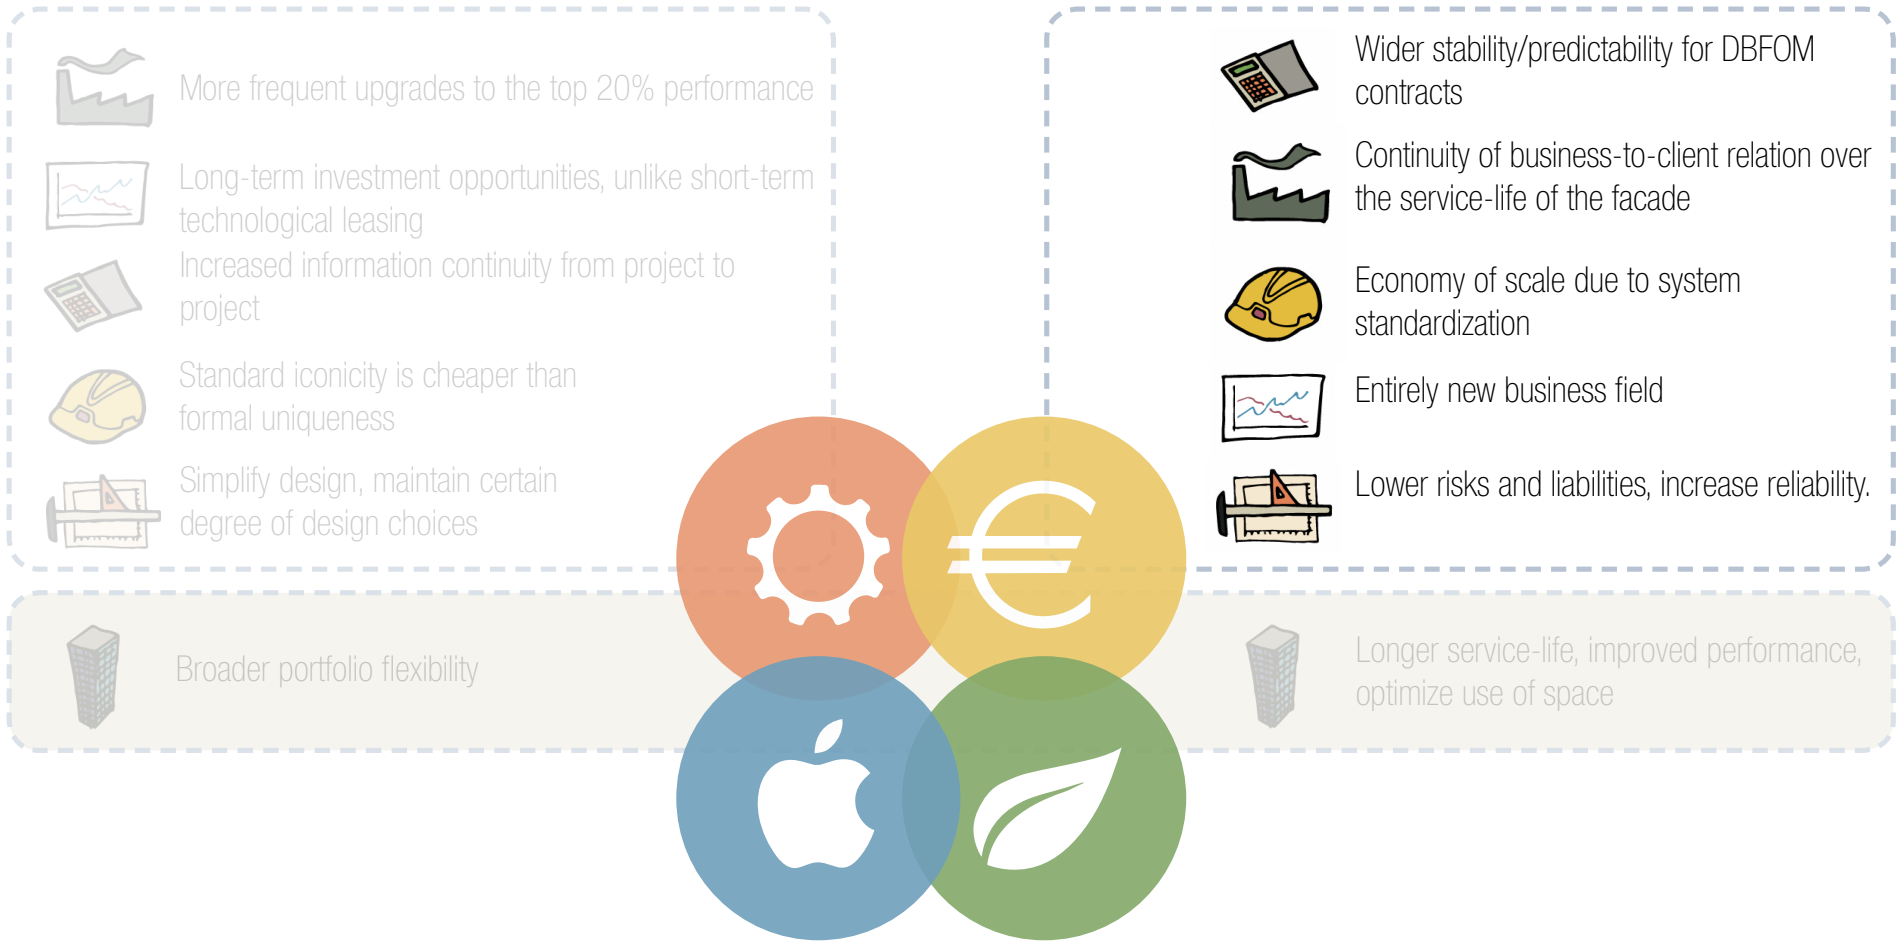 More frequent upgrades to the top 20% performance
Long-term investment opportunities, unlike short-term
technological leasing
Increased information continuity from project to
project
Standard iconicity is cheaper than
formal uniqueness
Simplify design, maintain certain
degree of design choices
Wider stability/predictability for DBFOM
contracts
Continuity of business-to-client relation over
the service-life of the facade
Economy of scale due to system
standardization
Entirely new business field
Lower risks and liabilities, increase reliability.
€
Broader portfolio flexibility
Longer service-life, improved performance,
optimize use of space